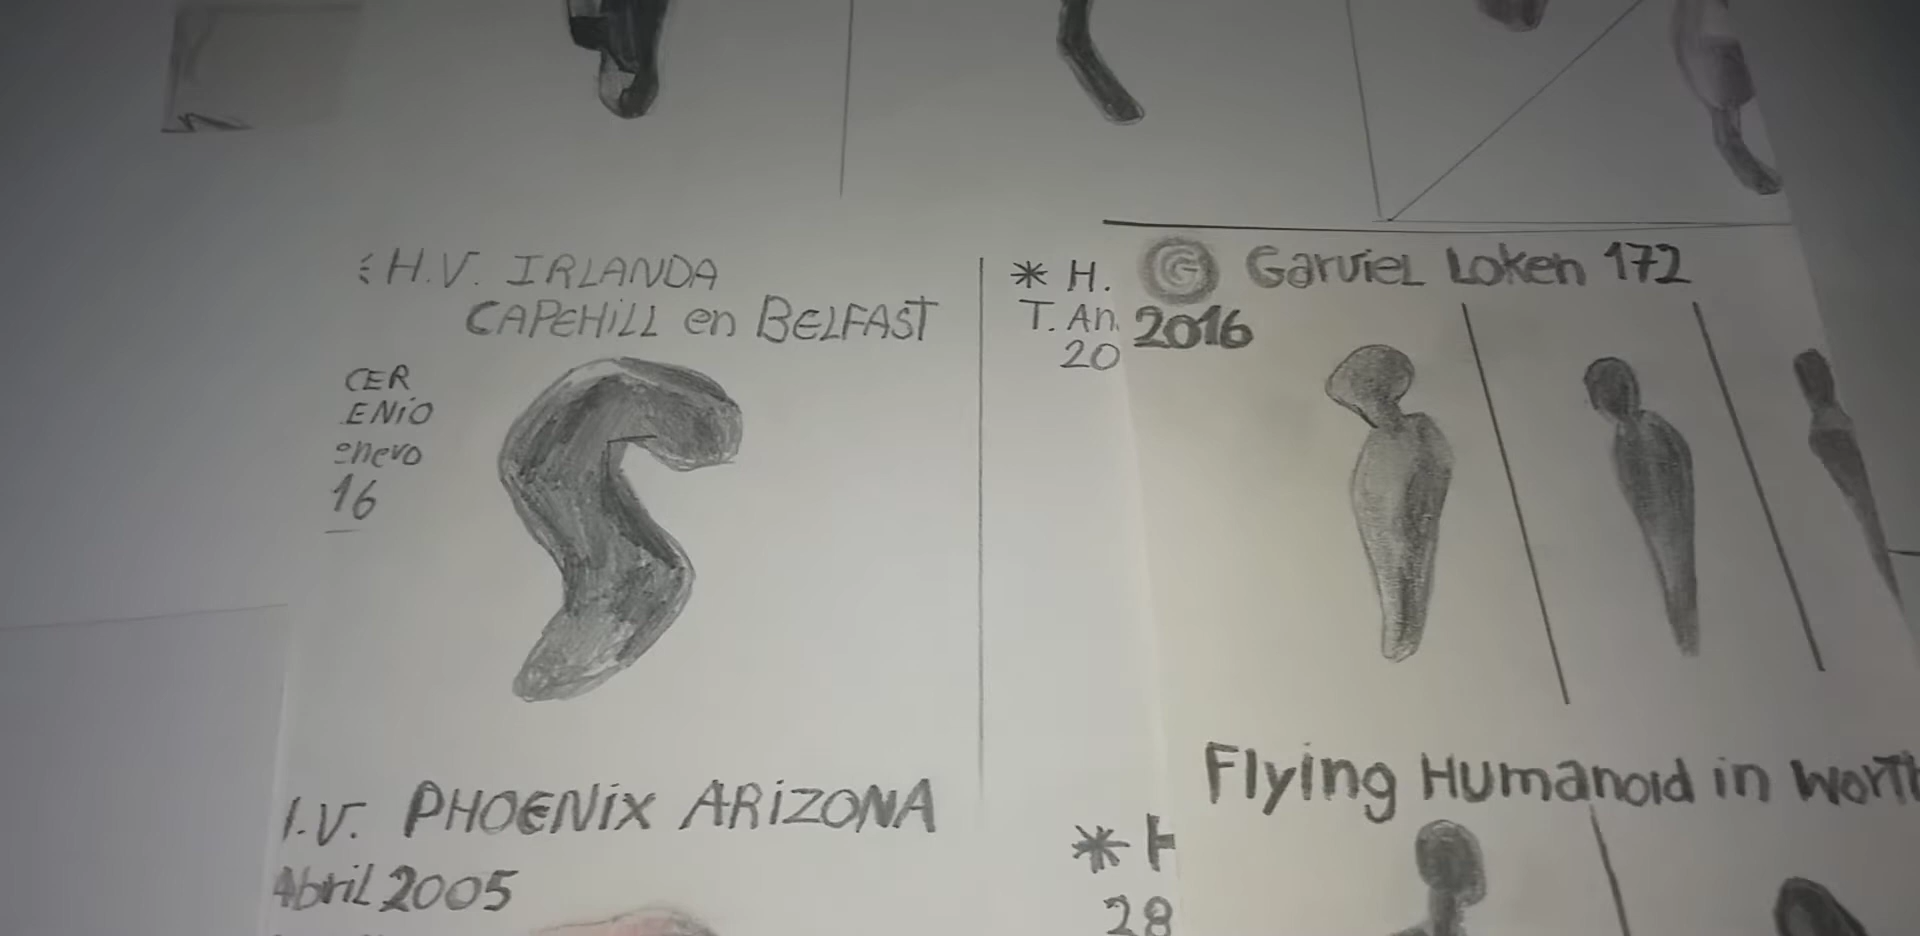 H.V. IRLANDA
CAPEHILL en BELFAST
CER
ENIO
enero
16
* H.
T. An.
20
G Garviel Loken 172
2016
I.V. PHOENIX ARIZONA
Abril 2005
Flying Humanoid in
* H
28